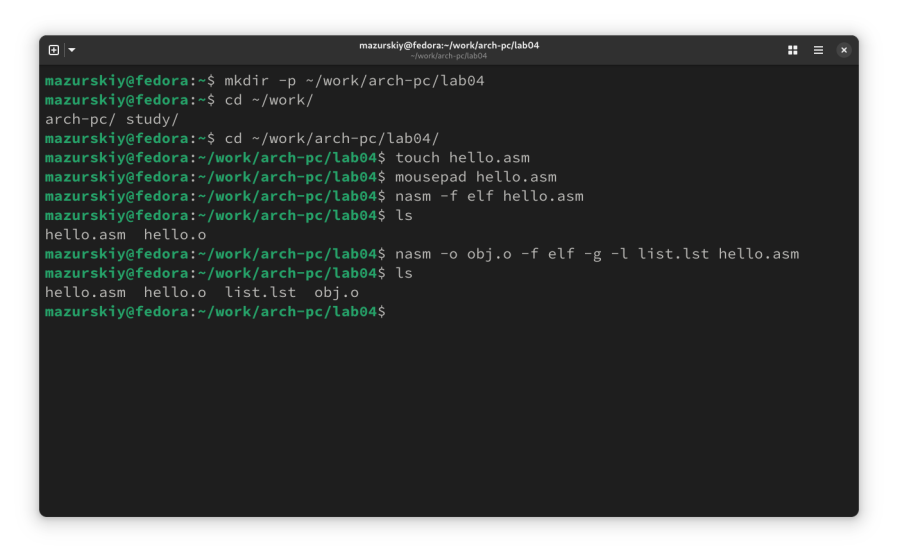 mazurskiy@fedora:~/work/arch-pc/lab04
~/work/arch-pc/lab04
mazurskiy@fedora:~$ mkdir -p ~/work/arch-pc/lab04
mazurskiy@fedora:~$ cd ~/work/
arch-pc/ study/
mazurskiy@fedora:~$ cd ~/work/arch-pc/lab04/
mazurskiy@fedora:~/work/arch-pc/lab04$ touch hello.asm
mazurskiy@fedora:~/work/arch-pc/lab04$ mousepad hello.asm
mazurskiy@fedora:~/work/arch-pc/lab04$ nasm -f elf hello.asm
mazurskiy@fedora:~/work/arch-pc/lab04$ ls
hello.asm  hello.o
mazurskiy@fedora:~/work/arch-pc/lab04$ nasm -o obj.o -f elf -g -l list.lst hello.asm
mazurskiy@fedora:~/work/arch-pc/lab04$ ls
hello.asm  hello.o  list.lst  obj.o
mazurskiy@fedora:~/work/arch-pc/lab04$